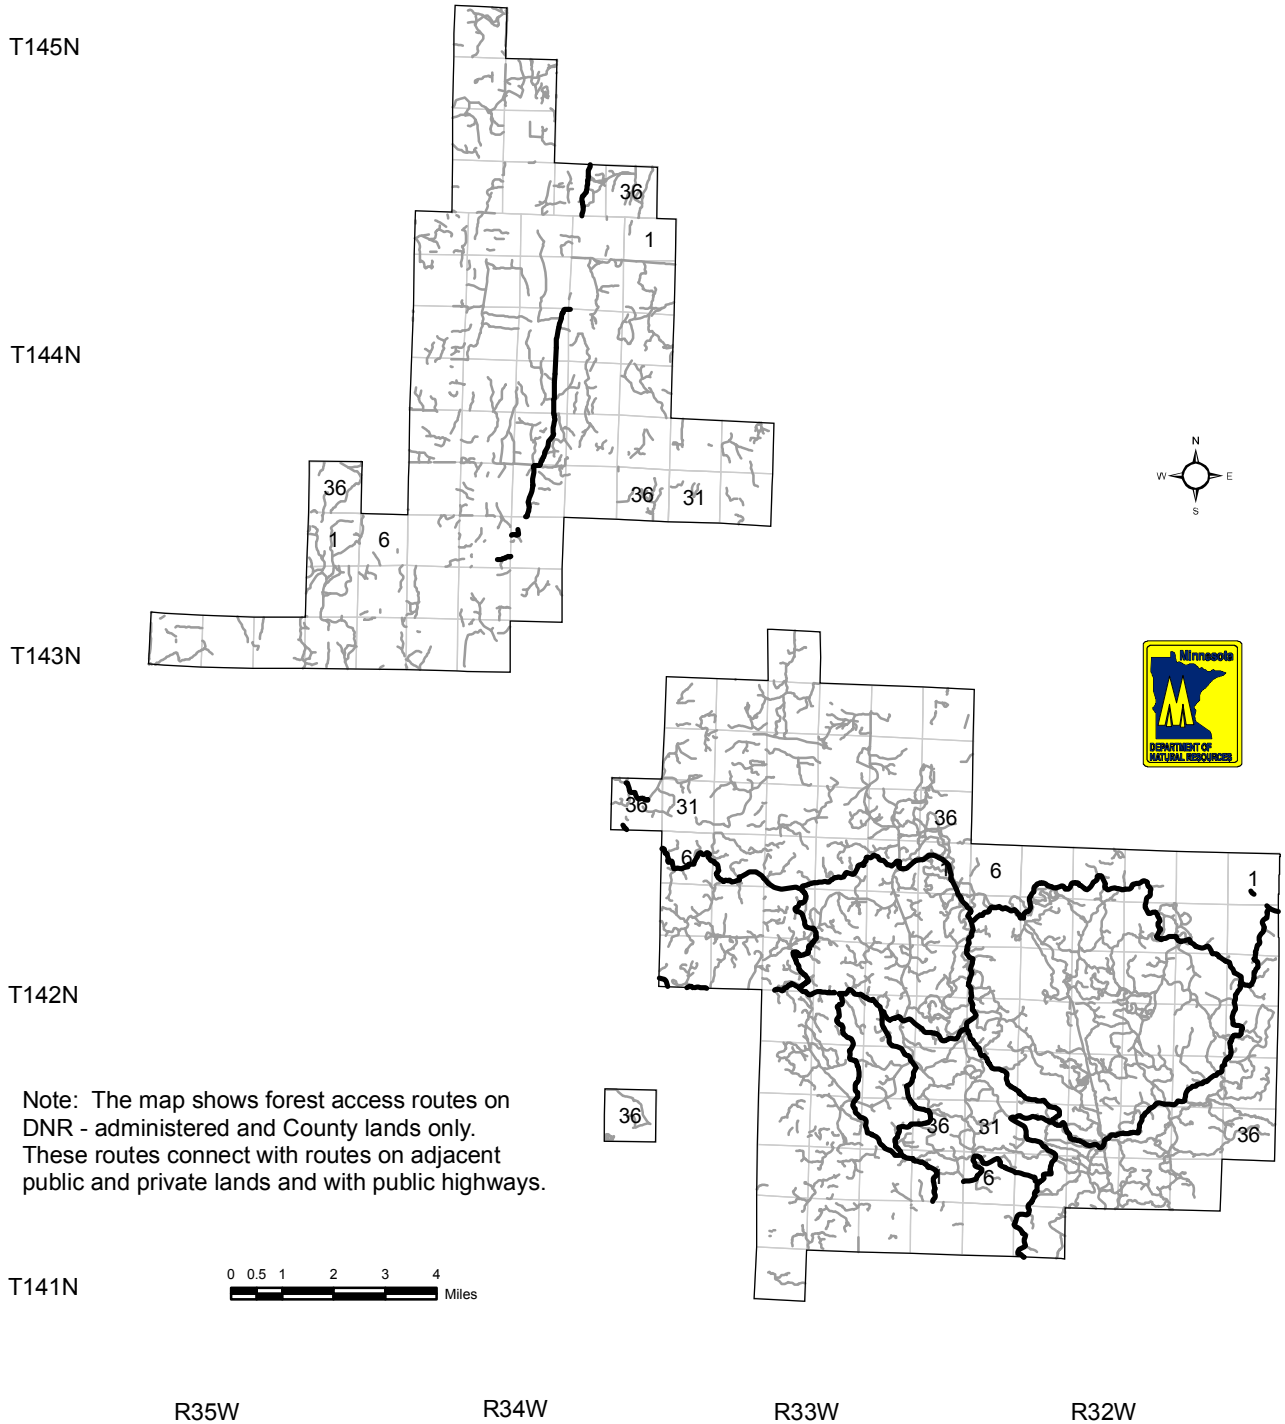 T145N
36
1
T144N
N
W E
S
36
36
31
1
6
T143N
Minnesota
M
DEPARTMENT OF
NATURAL RESOURCES
36
31
36
6
1
6
1
T142N
Note: The map shows forest access routes on
DNR - administered and County lands only.
These routes connect with routes on adjacent
public and private lands and with public highways.
36
36
31
36
1
6
T141N
0 0.5 1 2 3 4
Miles
R35W
R34W
R33W
R32W